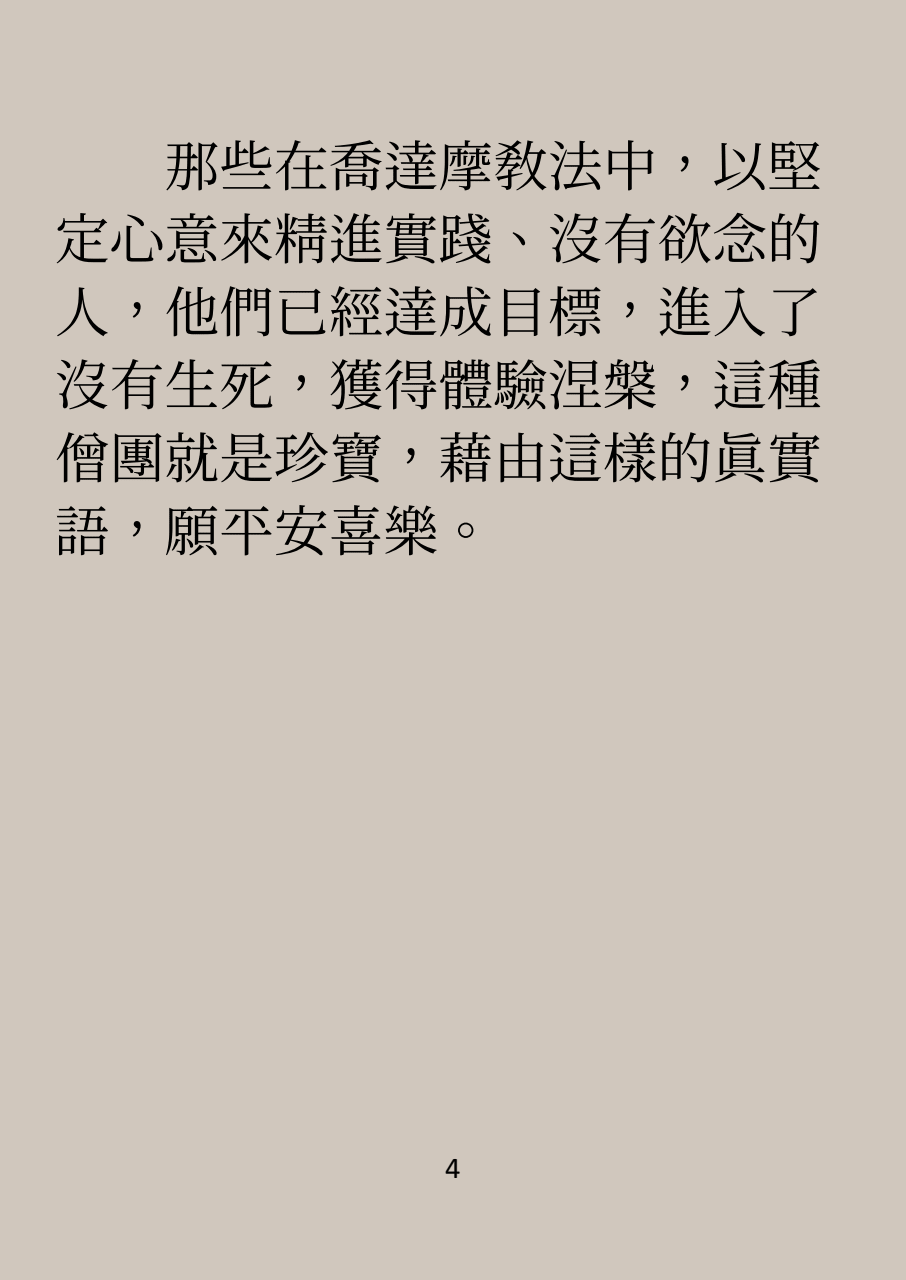 那些在喬達摩教法中，以堅
定心意來精進實踐、沒有欲念的
人，他們已經達成目標，進入了
沒有生死，獲得體驗涅槃，這種
僧團就是珍寶，藉由這樣的眞實
語，願平安喜樂。
4